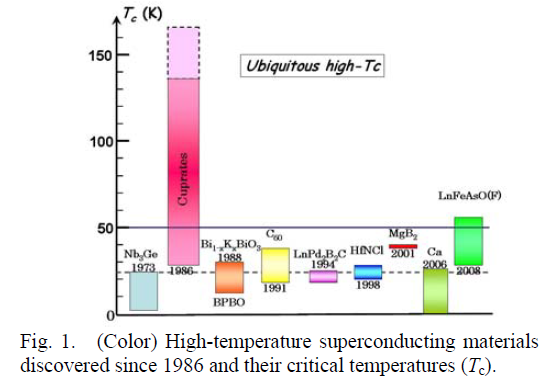 Tc (K)
150
Ubiquitous high-Tc
100
Cuprates
LnFeAsO(F)
50
C60
MgB2
Bi1-xKxBiO3
LnPd2B2C
HfNCl
2001
Ca
Nb3Ge
1988
1994
2006
1973
1986
2008
1991
1998
BPBO
0
Fig. 1. (Color) High-temperature superconducting materials
discovered since 1986 and their critical temperatures (Tc).